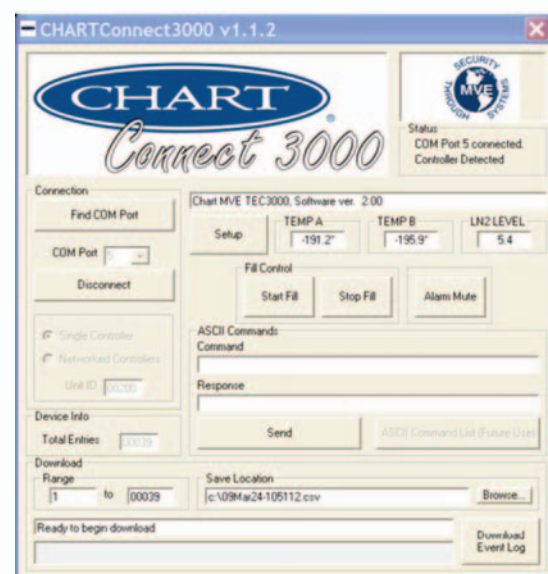 CHARTConnect3000 v1.1.2
CHART
Connect 3000
SECURITY THROUGH SYSTEMS
MVE
Status
COM Port 5 connected.
Controller Detected
Connection
Find COM Port
COM Port 5
Disconnect
Single Controller
Networked Controllers
Unit ID 00200
Chart MVE TEC3000, Software ver. 2.00
Setup
TEMP A
-191.2°
TEMP B
-195.9°
LN2 LEVEL
5.4
Fill Control
Start Fill
Stop Fill
Alarm Mute
ASCII Commands
Command
Response
Send
ASCII Command List (Future Use)
Device Info
Total Entries 00039
Download
Range
1 to 00039
Save Location
c:\09Mar24-105112.csv
Browse...
Ready to begin download
Download
Event Log